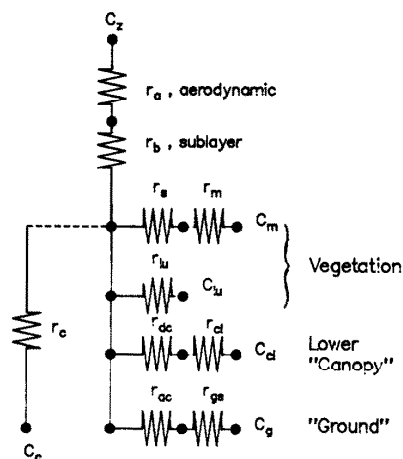 C_z
r_a , aerodynamic
r_b , sublayer
r_s r_m C_m
r_lu C_lu
Vegetation
r_c
r_dc r_cl C_cl Lower
"Canopy"
r_ac r_gs C_g "Ground"
C_c